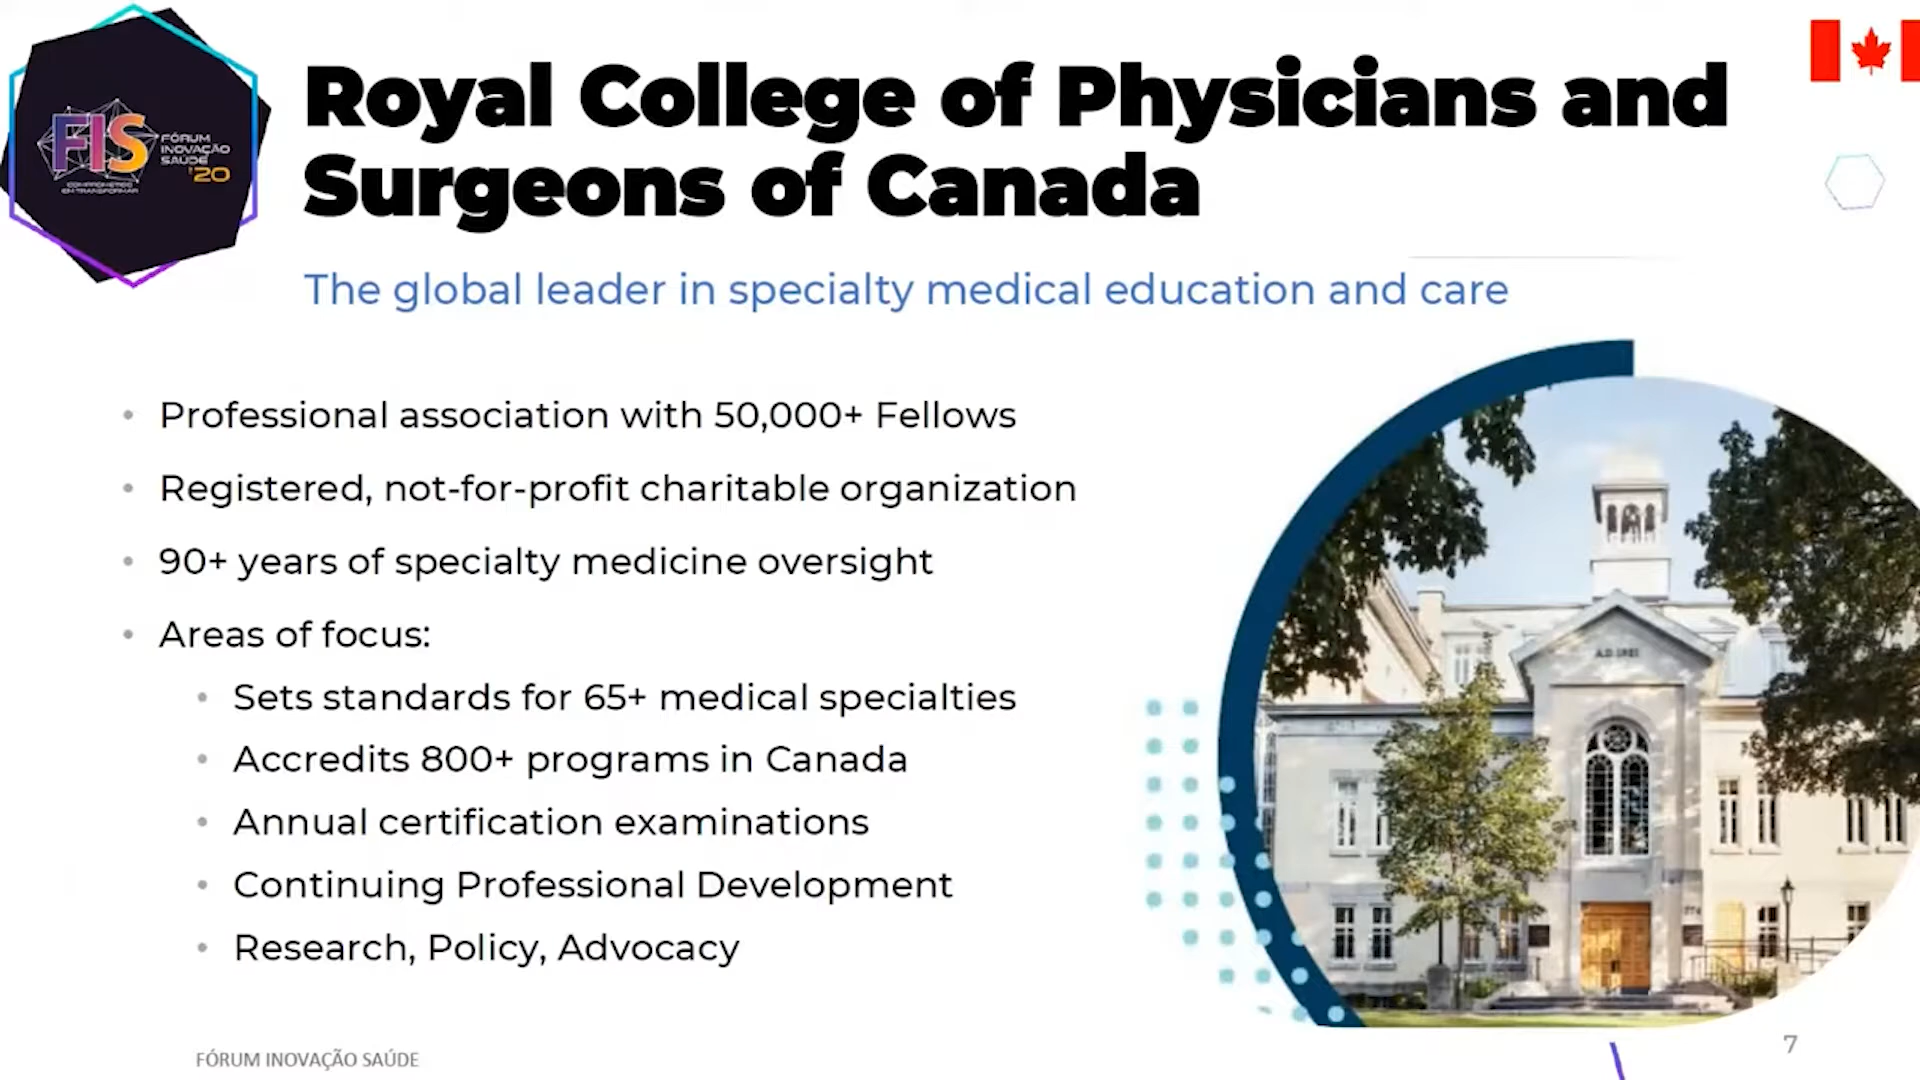 FIS
FÓRUM
INOVAÇÃO
SAÚDE
'20
COMPROMETIDO
EM TRANSFORMAR
Royal College of Physicians and
Surgeons of Canada
The global leader in specialty medical education and care
• Professional association with 50,000+ Fellows
• Registered, not-for-profit charitable organization
• 90+ years of specialty medicine oversight
• Areas of focus:
• Sets standards for 65+ medical specialties
• Accredits 800+ programs in Canada
• Annual certification examinations
• Continuing Professional Development
• Research, Policy, Advocacy
FÓRUM INOVAÇÃO SAÚDE
7